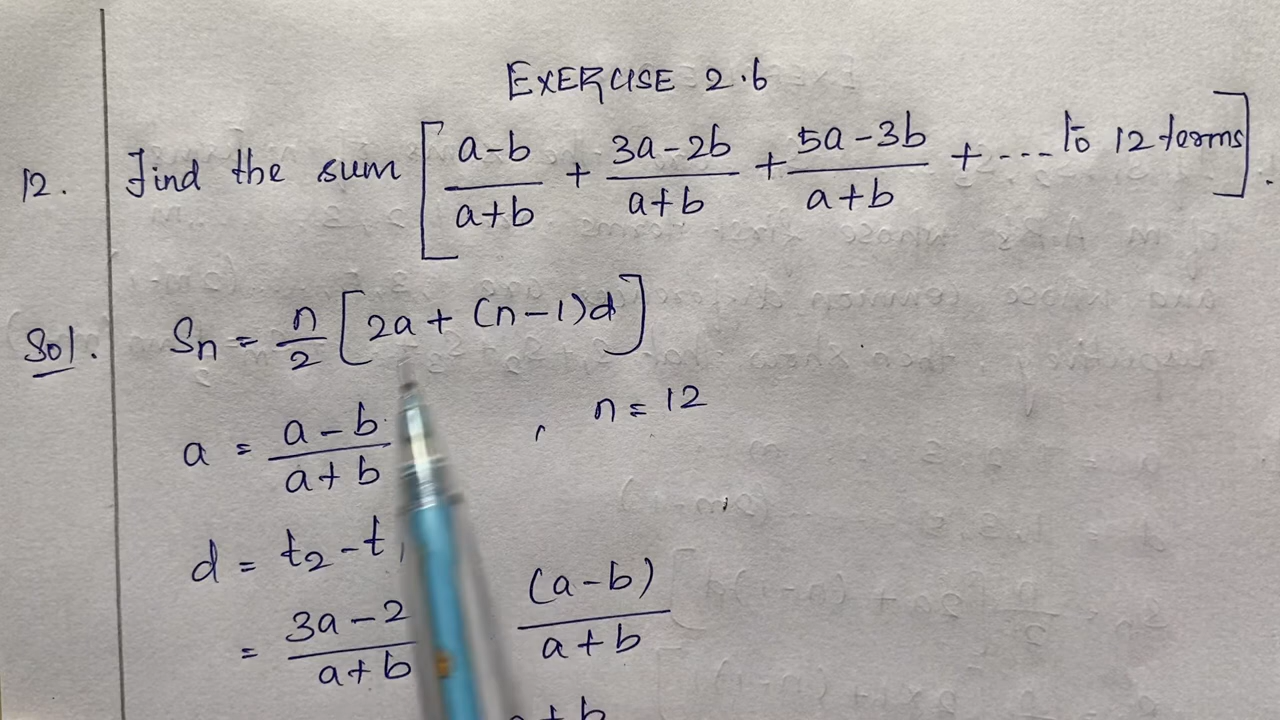 EXERCISE 2.6
12. Find the sum [ (a-b)/(a+b) + (3a-2b)/(a+b) + (5a-3b)/(a+b) + .... to 12 terms ].
Sol. Sn = n/2 [2a + (n-1)d]
a = (a-b)/(a+b) , n = 12
d = t2 - t1
= (3a-2)/(a+b) (a-b)/(a+b)
a+b